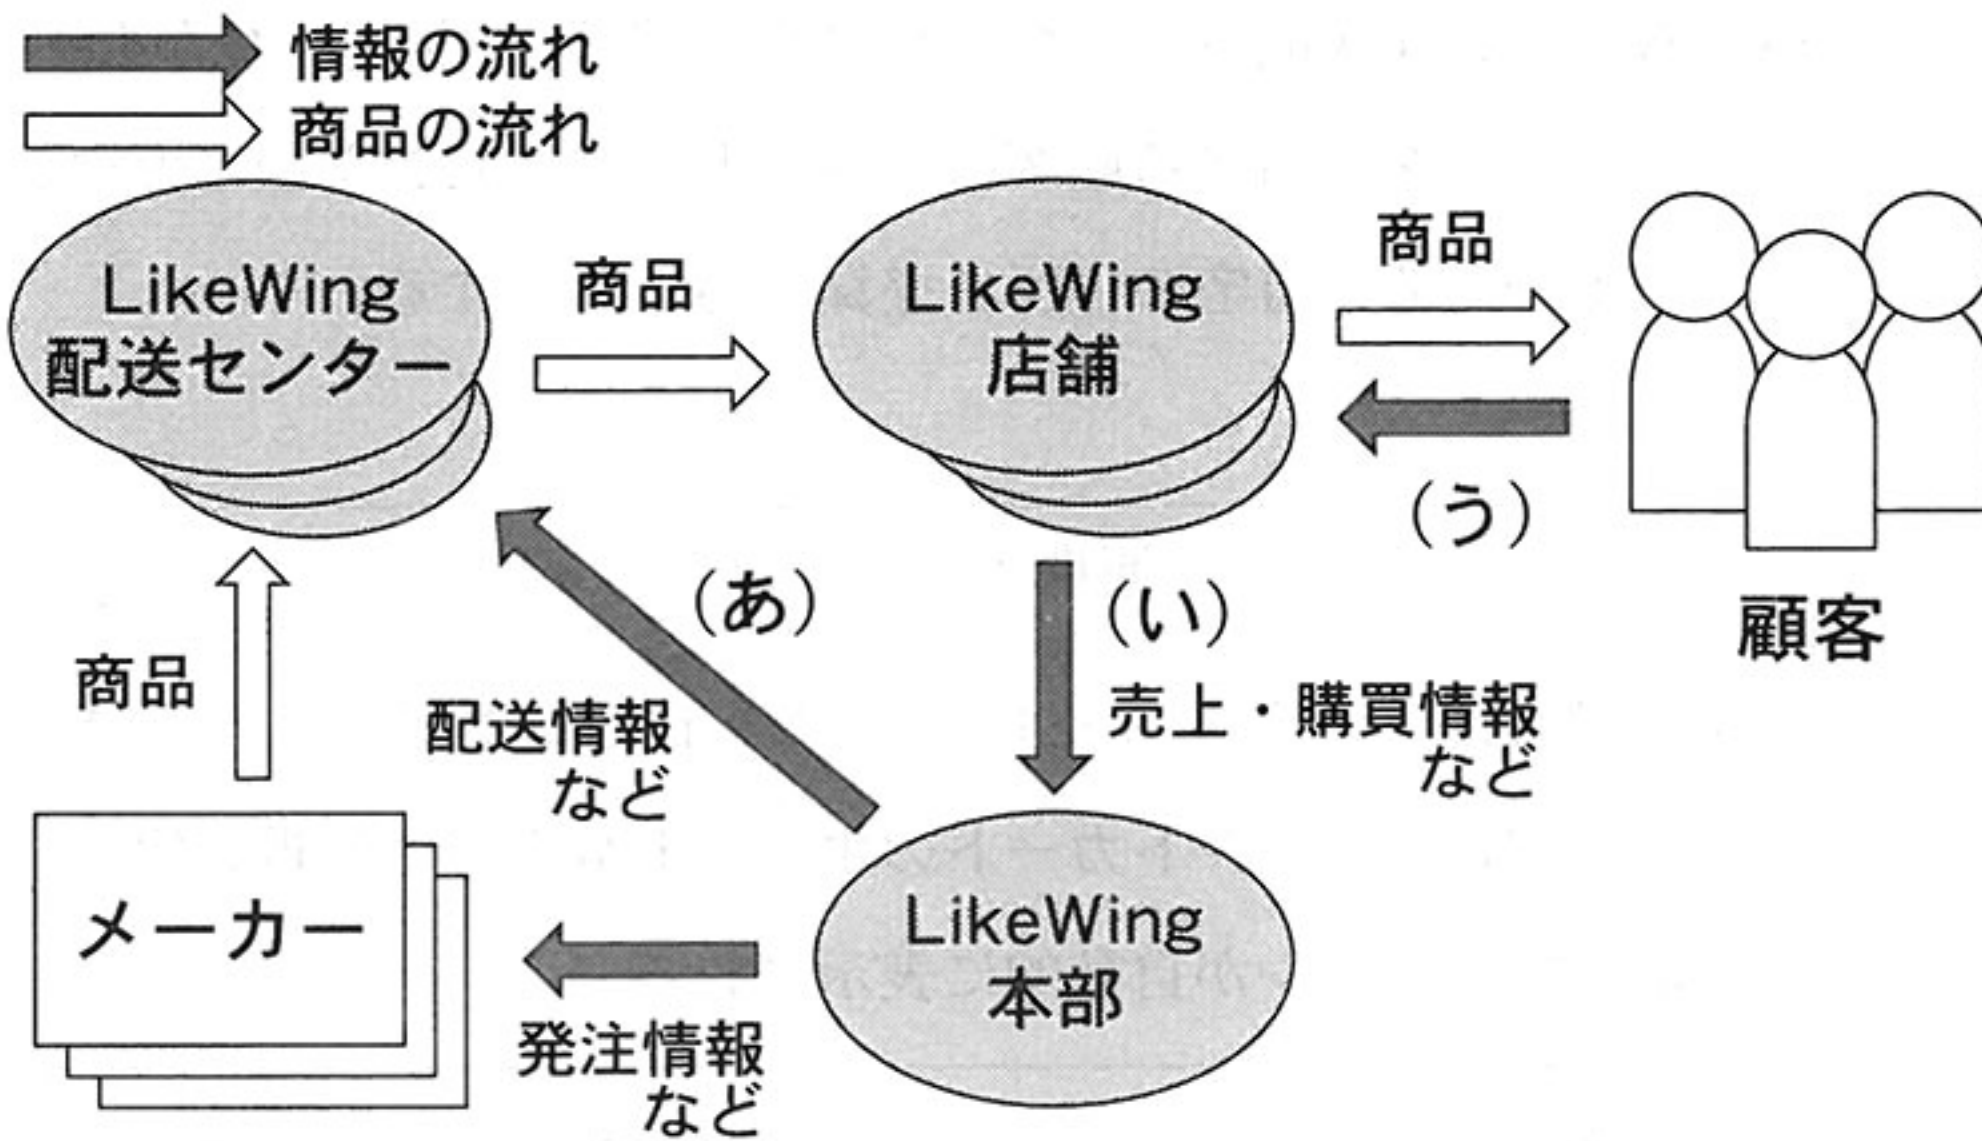 情報の流れ
商品の流れ
LikeWing
配送センター
商品
LikeWing
店舗
商品
(う)
顧客
(あ)
(い)
商品
配送情報
など
売上・購買情報
など
メーカー
LikeWing
本部
発注情報
など